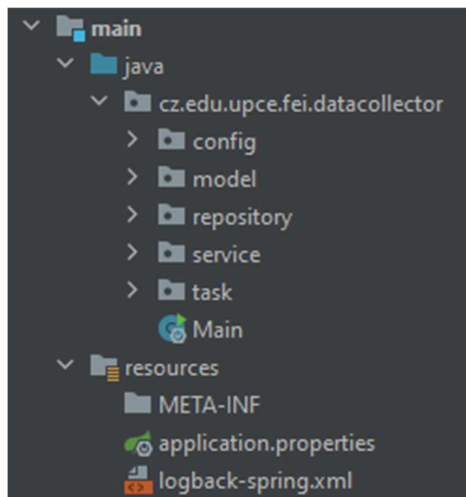 main
java
cz.edu.upce.fei.datacollector
config
model
repository
service
task
Main
resources
META-INF
application.properties
logback-spring.xml